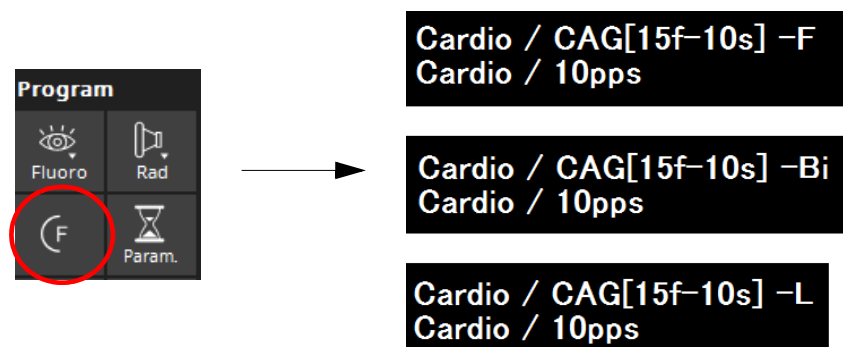 Program
Fluoro Rad
F Param.
Cardio / CAG[15f-10s] -F
Cardio / 10pps
Cardio / CAG[15f-10s] -Bi
Cardio / 10pps
Cardio / CAG[15f-10s] -L
Cardio / 10pps